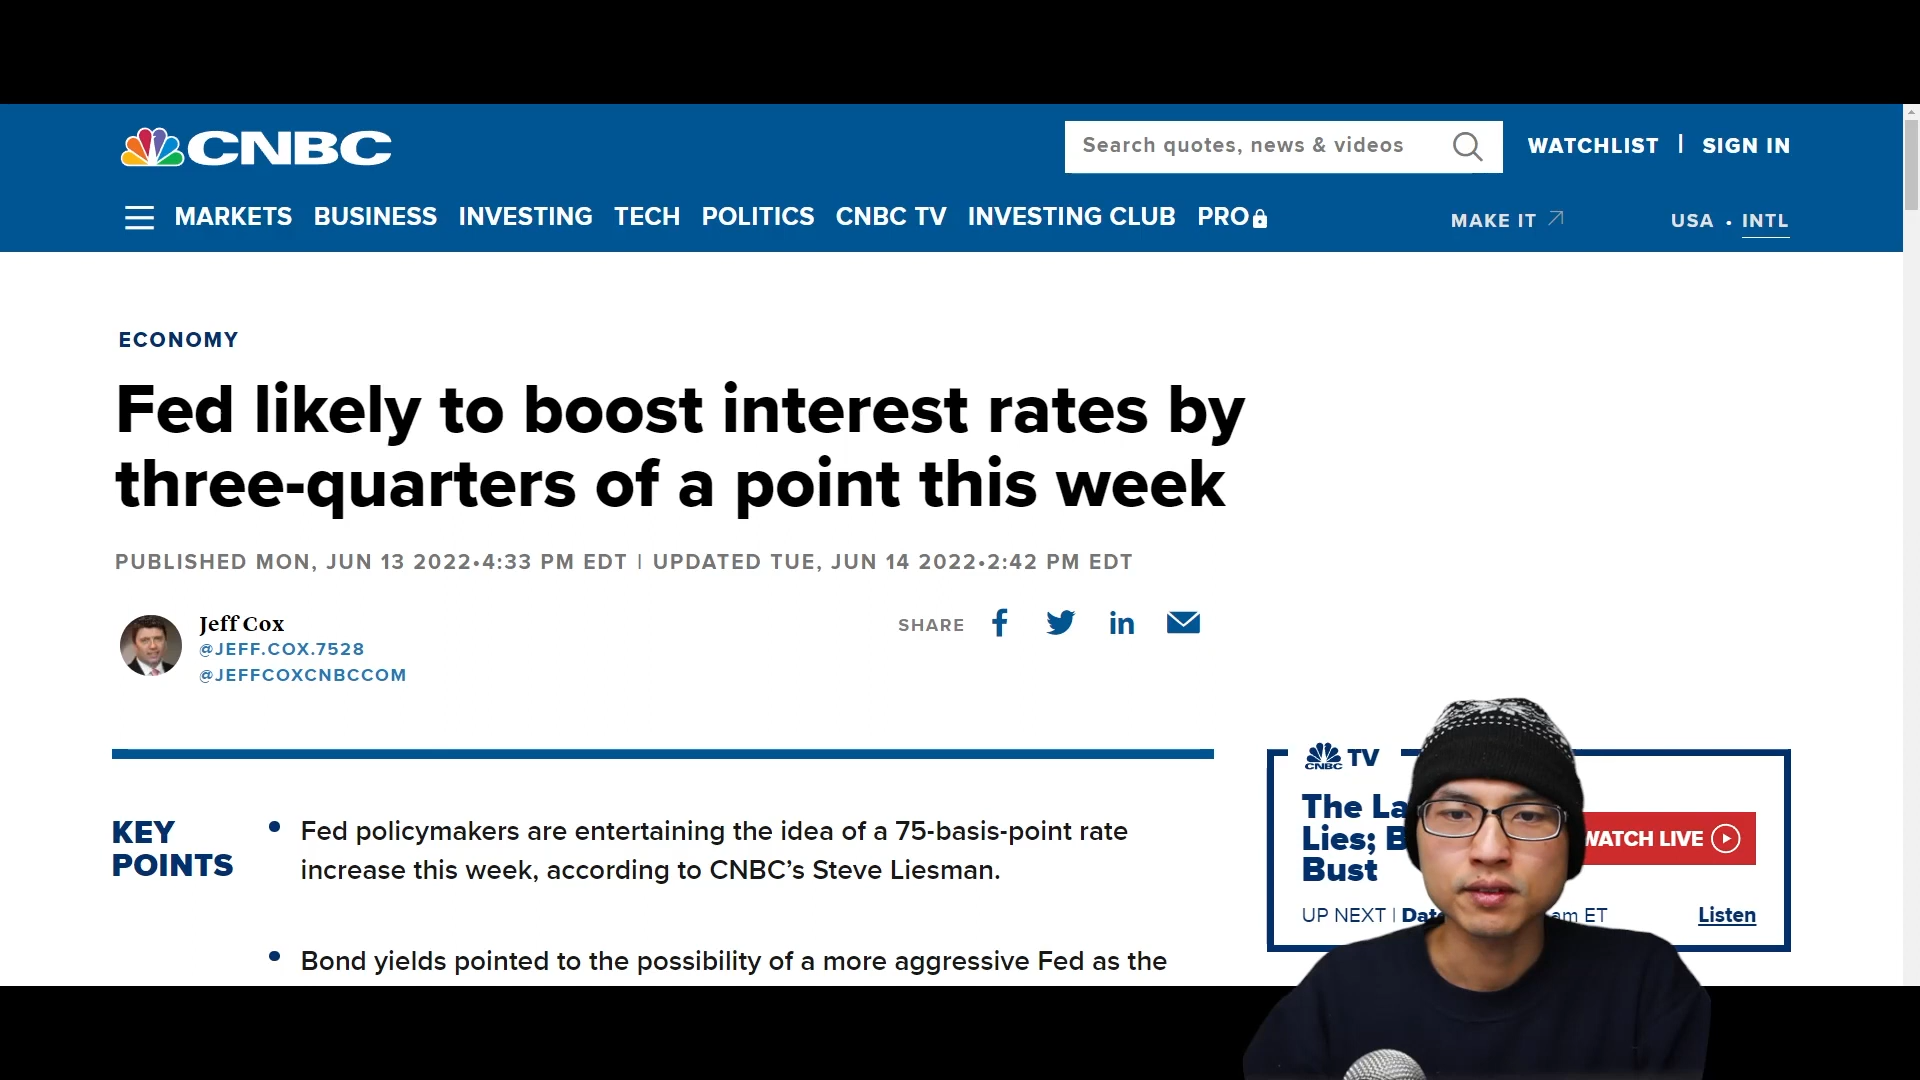 CNBC
Search quotes, news & videos
WATCHLIST | SIGN IN
MARKETS BUSINESS INVESTING TECH POLITICS CNBC TV INVESTING CLUB PRO
MAKE IT
USA • INTL
ECONOMY
Fed likely to boost interest rates by
three-quarters of a point this week
PUBLISHED MON, JUN 13 2022•4:33 PM EDT | UPDATED TUE, JUN 14 2022•2:42 PM EDT
Jeff Cox
@JEFF.COX.7528
@JEFFCOXCNBCCOM
SHARE
KEY
POINTS
• Fed policymakers are entertaining the idea of a 75-basis-point rate
increase this week, according to CNBC’s Steve Liesman.
• Bond yields pointed to the possibility of a more aggressive Fed as the
CNBC TV
The
Lies;
Bust
WATCH LIVE
UP NEXT |
am ET
Listen